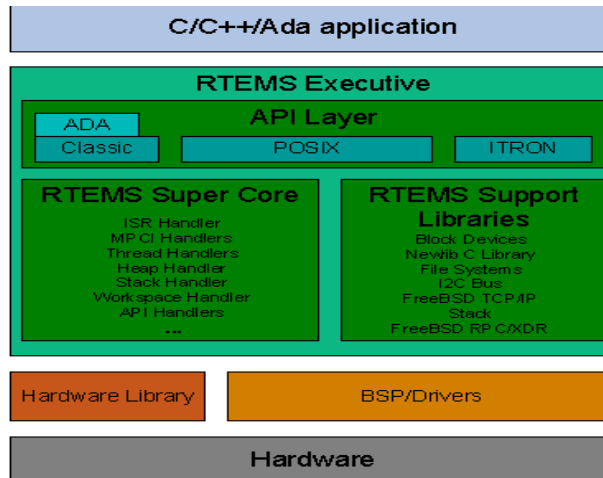 C/C++/Ada application
RTEMS Executive
API Layer
ADA
Classic
POSIX
ITRON
RTEMS Super Core
ISR Handler
MPCI Handlers
Thread Handlers
Heap Handler
Stack Handler
Workspace Handler
API Handlers
...
RTEMS Support
Libraries
Block Devices
Newlib C Library
File Systems
I2C Bus
FreeBSD TCP/IP
Stack
FreeBSD RPC/XDR
Hardware Library
BSP/Drivers
Hardware